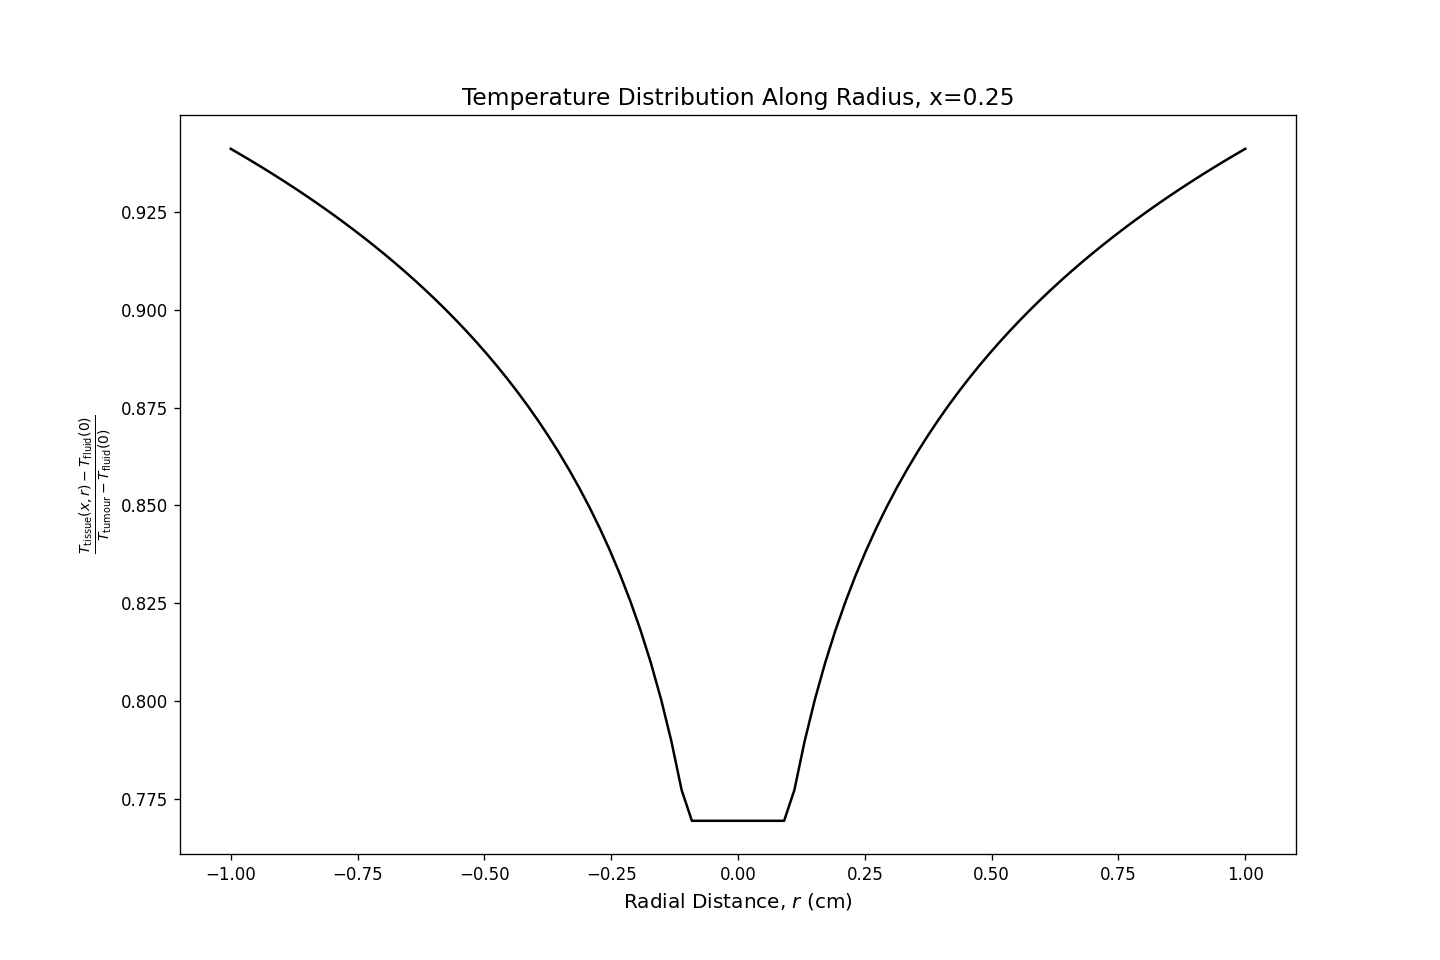 Temperature Distribution Along Radius, x=0.25
0.925
0.900
0.875
0.850
0.825
0.800
0.775
T_tissue(x, r) − T_fluid(0)
T_tumour − T_fluid(0)
−1.00 −0.75 −0.50 −0.25 0.00 0.25 0.50 0.75 1.00
Radial Distance, r (cm)